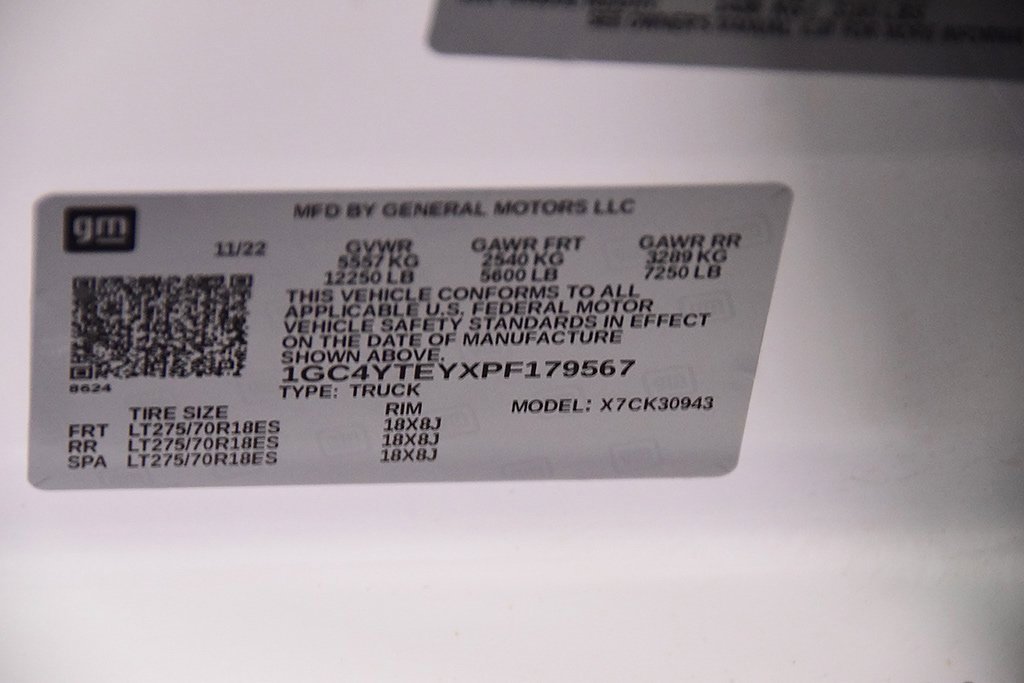 gm
MFD BY GENERAL MOTORS LLC
11/22 GVWR GAWR FRT GAWR RR
5557 KG 2540 KG 3289 KG
12250 LB 5600 LB 7250 LB
THIS VEHICLE CONFORMS TO ALL
APPLICABLE U.S. FEDERAL MOTOR
VEHICLE SAFETY STANDARDS IN EFFECT
ON THE DATE OF MANUFACTURE
SHOWN ABOVE.
1GC4YTEYXPF179567
8624
TYPE: TRUCK
MODEL: X7CK30943
TIRE SIZE RIM
FRT LT275/70R18ES 18X8J
RR LT275/70R18ES 18X8J
SPA LT275/70R18ES 18X8J